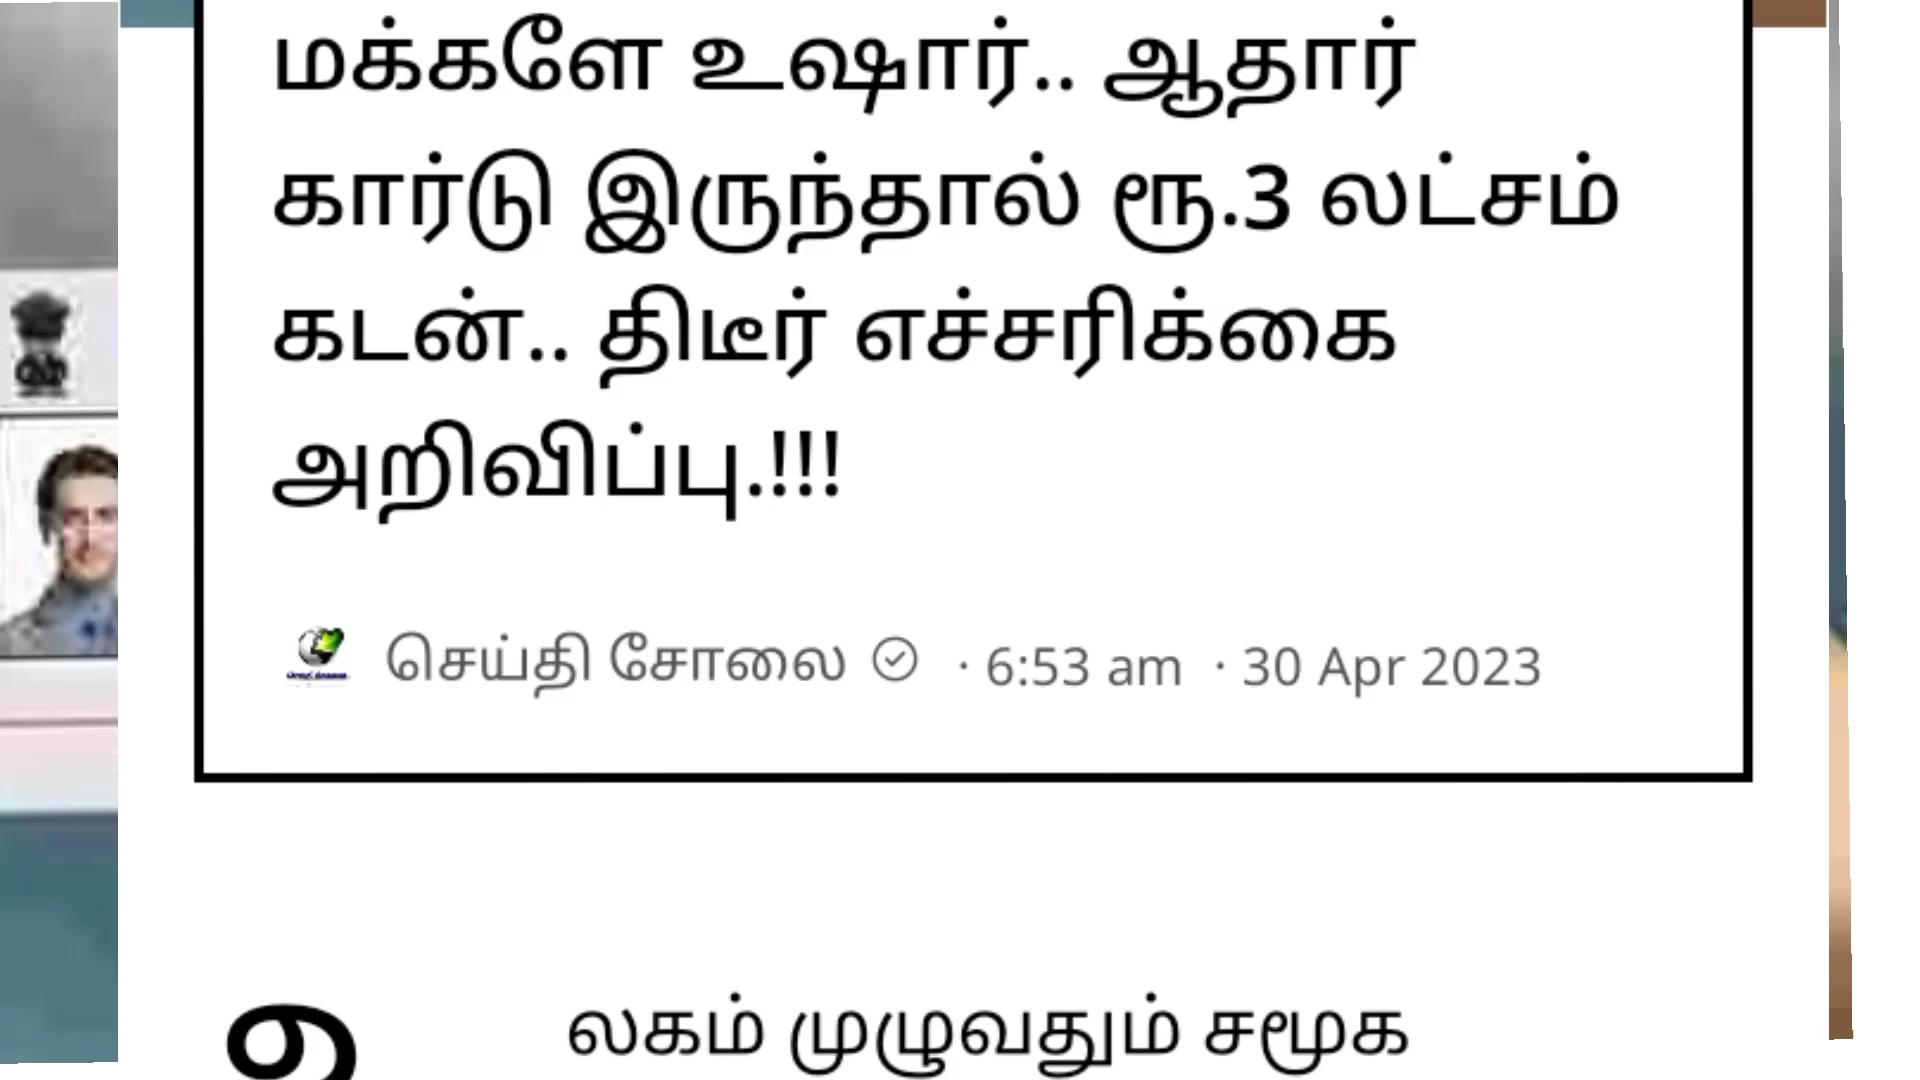 மக்களே உஷார்.. ஆதார்
கார்டு இருந்தால் ரூ.3 லட்சம்
கடன்.. திடீர் எச்சரிக்கை
அறிவிப்பு.!!!
செய்தி சோலை · 6:53 am · 30 Apr 2023
லகம் முழுவதும் சமூக